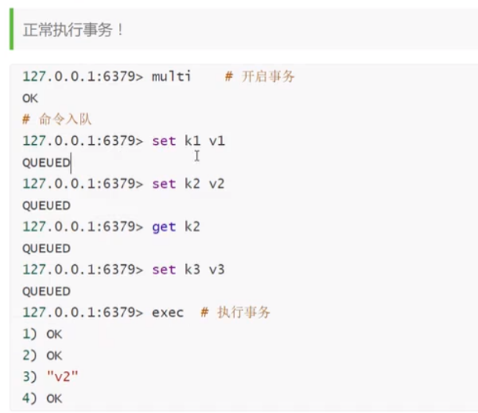 正常执行事务！
127.0.0.1:6379> multi    # 开启事务
OK
# 命令入队
127.0.0.1:6379> set k1 v1
QUEUED
127.0.0.1:6379> set k2 v2
QUEUED
127.0.0.1:6379> get k2
QUEUED
127.0.0.1:6379> set k3 v3
QUEUED
127.0.0.1:6379> exec  # 执行事务
1) OK
2) OK
3) "v2"
4) OK